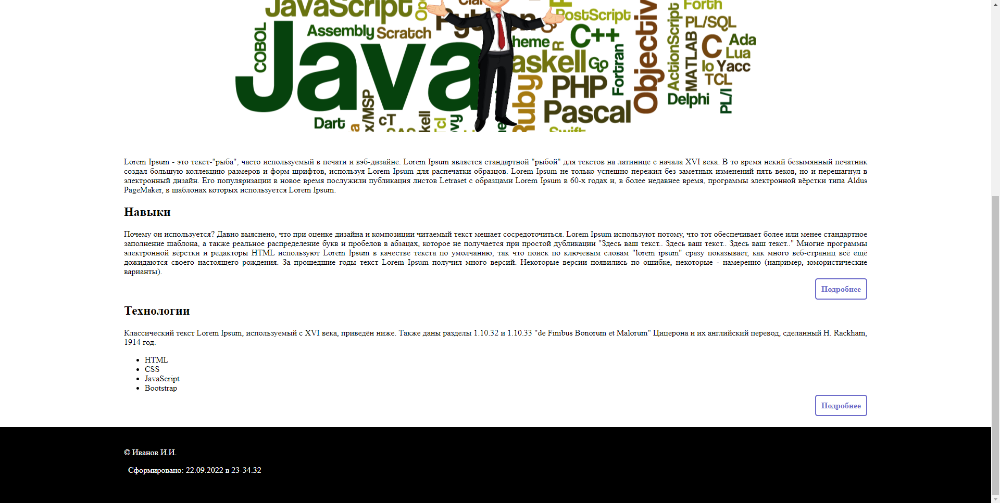 JavaScript
Python
PostScript
Forth
PL/SQL
Assembly
Scratch
COBOL
C++
R
ActionScript
MATLAB
C
Ada
Lua
Java
Go
Fortran
Io
Yacc
TCL
PHP
Ruby
Pascal
Delphi
PL/I
Dart
cT
Swift
Lorem Ipsum - это текст-"рыба", часто используемый в печати и вэб-дизайне. Lorem Ipsum является стандартной "рыбой" для текстов на латинице с начала XVI века. В то время некий безымянный печатник
создал большую коллекцию размеров и форм шрифтов, используя Lorem Ipsum для распечатки образцов. Lorem Ipsum не только успешно пережил без заметных изменений пять веков, но и перешагнул в
электронный дизайн. Его популяризации в новое время послужили публикация листов Letraset с образцами Lorem Ipsum в 60-х годах и, в более недавнее время, программы электронной вёрстки типа Aldus
PageMaker, в шаблонах которых используется Lorem Ipsum.
Навыки
Почему он используется? Давно выяснено, что при оценке дизайна и композиции читаемый текст мешает сосредоточиться. Lorem Ipsum используют потому, что тот обеспечивает более или менее стандартное
заполнение шаблона, а также реальное распределение букв и пробелов в абзацах, которое не получается при простой дубликации "Здесь ваш текст.. Здесь ваш текст.. Здесь ваш текст.." Многие программы
электронной вёрстки и редакторы HTML используют Lorem Ipsum в качестве текста по умолчанию, так что поиск по ключевым словам "lorem ipsum" сразу показывает, как много веб-страниц всё ещё
дожидаются своего настоящего рождения. За прошедшие годы текст Lorem Ipsum получил много версий. Некоторые версии появились по ошибке, некоторые - намеренно (например, юмористические
варианты).
Подробнее
Технологии
Классический текст Lorem Ipsum, используемый с XVI века, приведён ниже. Также даны разделы 1.10.32 и 1.10.33 "de Finibus Bonorum et Malorum" Цицерона и их английский перевод, сделанный H. Rackham,
1914 год.
HTML
CSS
JavaScript
Bootstrap
Подробнее
© Иванов И.И.
Сформировано: 22.09.2022 в 23-34.32